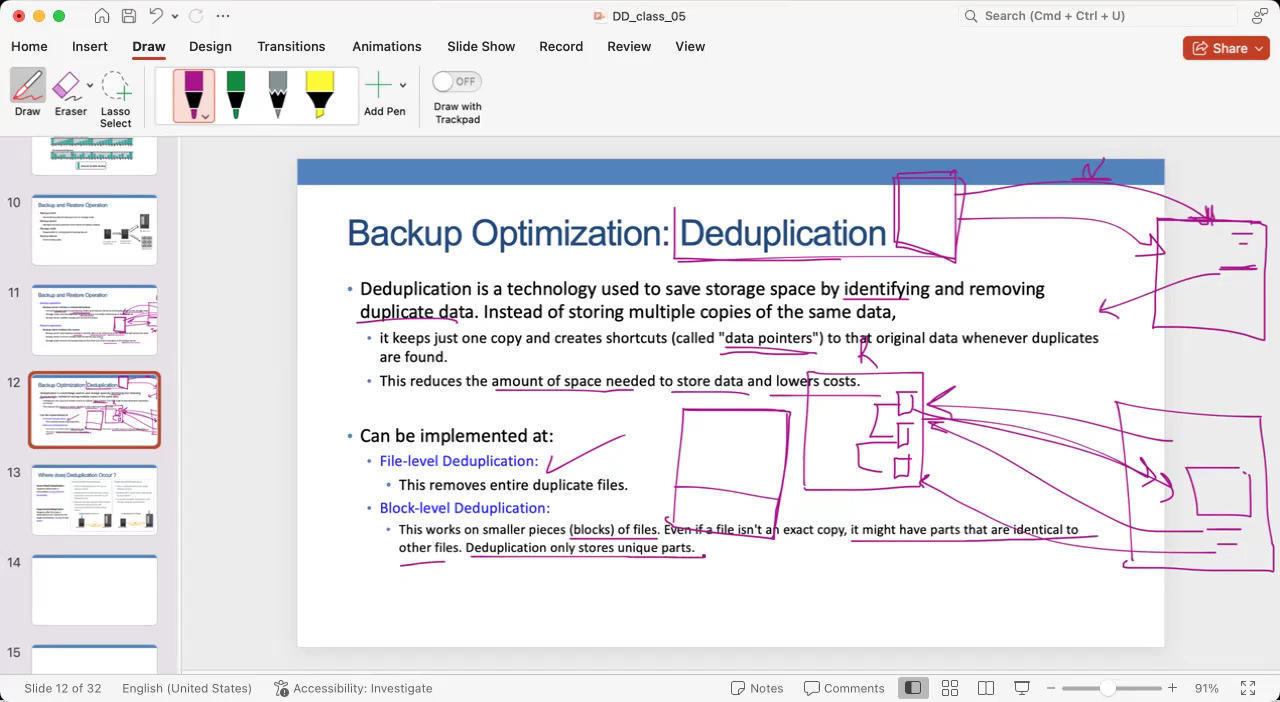 DD_class_05
Search (Cmd + Ctrl + U)
Home Insert Draw Design Transitions Animations Slide Show Record Review View
Share
OFF
Draw Eraser Lasso Select
Add Pen
Draw with Trackpad
10
Backup and Restore Operation
11
Backup and Restore Operation
12
Backup Optimization: Deduplication
13
Where does Deduplication Occur ?
14
15
N
Backup Optimization: Deduplication
• Deduplication is a technology used to save storage space by identifying and removing
duplicate data. Instead of storing multiple copies of the same data,
• it keeps just one copy and creates shortcuts (called "data pointers") to that original data whenever duplicates
are found.
R
• This reduces the amount of space needed to store data and lowers costs.
• Can be implemented at:
• File-level Deduplication:
• This removes entire duplicate files.
• Block-level Deduplication:
• This works on smaller pieces (blocks) of files. Even if a file isn't an exact copy, it might have parts that are identical to
other files. Deduplication only stores unique parts.
Slide 12 of 32 English (United States) Accessibility: Investigate
Notes Comments 91%